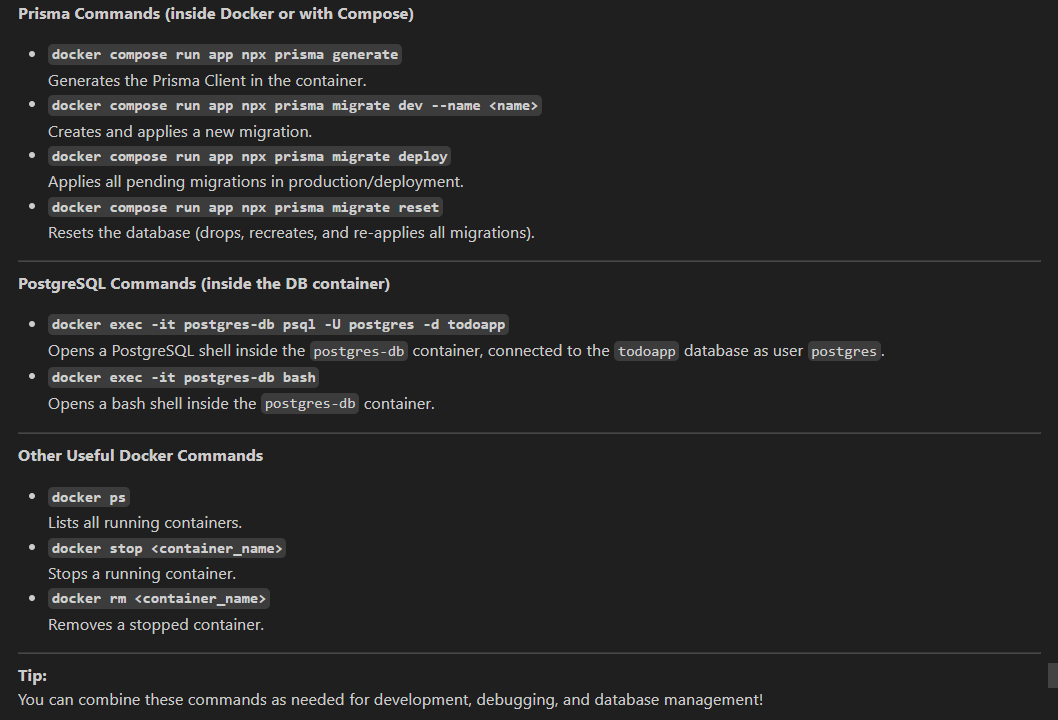 Prisma Commands (inside Docker or with Compose)
docker compose run app npx prisma generate
Generates the Prisma Client in the container.
docker compose run app npx prisma migrate dev --name <name>
Creates and applies a new migration.
docker compose run app npx prisma migrate deploy
Applies all pending migrations in production/deployment.
docker compose run app npx prisma migrate reset
Resets the database (drops, recreates, and re-applies all migrations).
PostgreSQL Commands (inside the DB container)
docker exec -it postgres-db psql -U postgres -d todoapp
Opens a PostgreSQL shell inside the postgres-db container, connected to the todoapp database as user postgres.
docker exec -it postgres-db bash
Opens a bash shell inside the postgres-db container.
Other Useful Docker Commands
docker ps
Lists all running containers.
docker stop <container_name>
Stops a running container.
docker rm <container_name>
Removes a stopped container.
Tip:
You can combine these commands as needed for development, debugging, and database management!